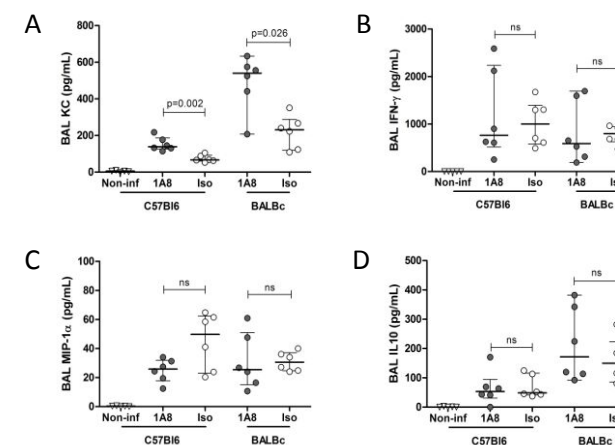 A
BAL KC (pg/mL)
800
600
400
200
0
p=0.002
p=0.026
Non-inf 1A8 Iso 1A8 Iso
C57Bl6 BALBc
B
BAL IFN-γ (pg/mL)
3000
2000
1000
0
ns
ns
Non-inf 1A8 Iso 1A8
C57Bl6 BALBc
C
BAL MIP-1α (pg/mL)
100
80
60
40
20
0
ns
ns
Non-inf 1A8 Iso 1A8 Iso
C57Bl6 BALBc
D
BAL IL10 (pg/mL)
500
400
300
200
100
0
ns
ns
Non-inf 1A8 Iso 1A8
C57Bl6 BALBc